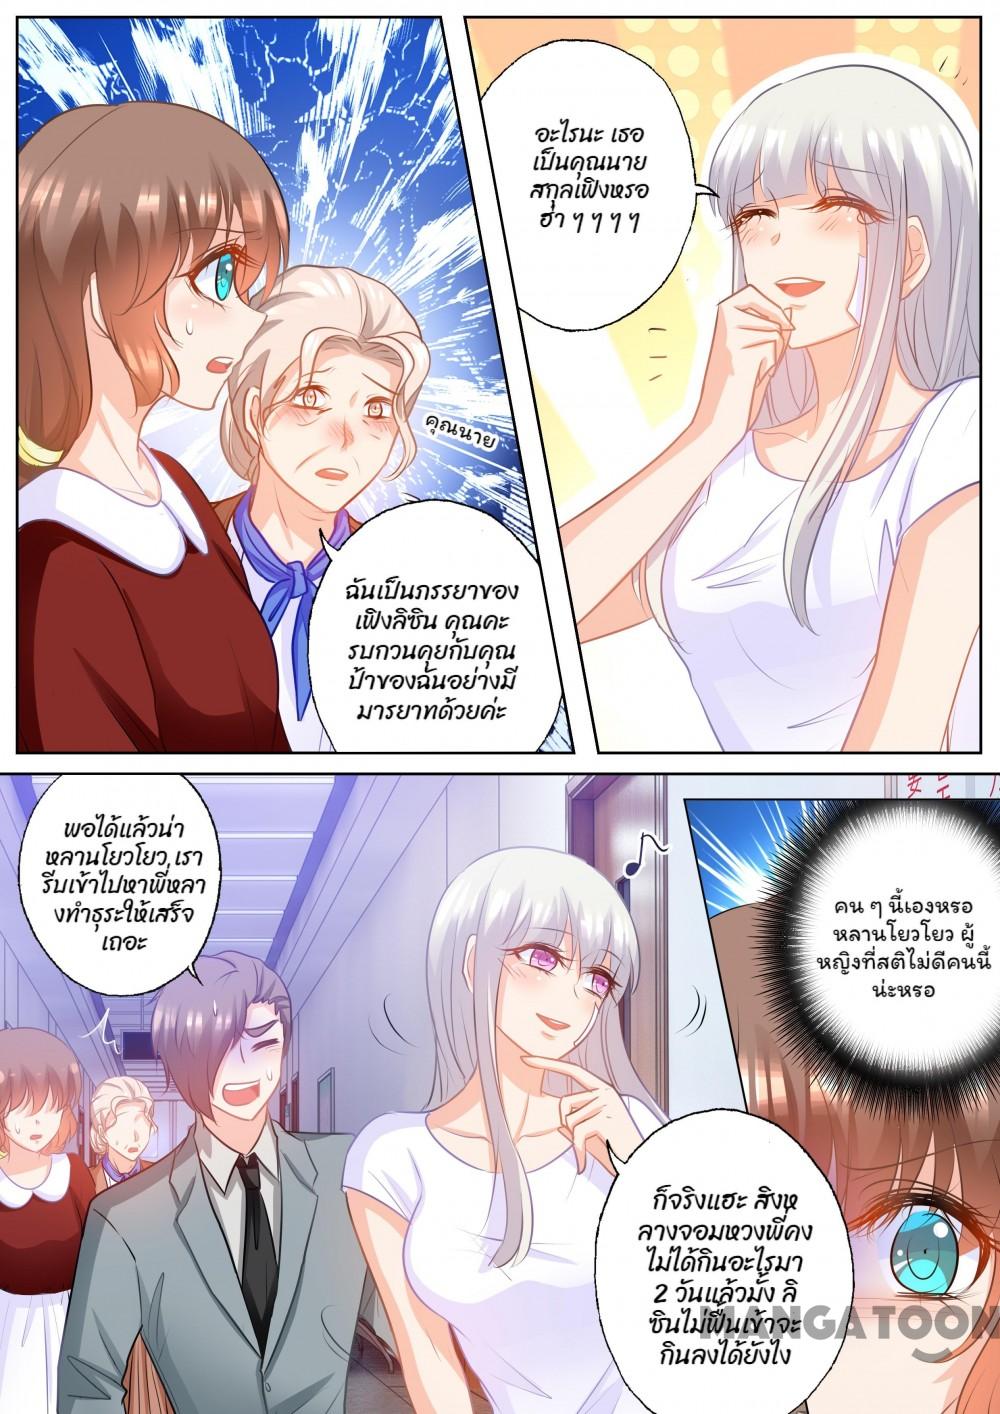 อะไรนะ เธอ
เป็นคุณนาย
สกุลเฟิงหรอ
ฮ่า ๆ ๆ ๆ ๆ
คุณนาย
ฉันเป็นภรรยาของ
เฟิงลิซิน คุณคะ
รบกวนคุยกับคุณ
ป้าของฉันอย่างมี
มารยาทด้วยค่ะ
พอได้แล้วน่า
หลานโยวโยว เรา
รีบเข้าไปหาพี่หลา
งทำธุระให้เสร็จ
เถอะ
คน ๆ นี้เองหรอ
หลานโยวโยว ผู้
หญิงที่สติไม่ดีคนนี้
น่ะหรอ
ก็จริงแฮะ สิงห
ลางจอมหวงพี่คง
ไม่ได้กินอะไรมา
2 วันแล้วมั้ง ลิ
ซินไม่ฟื้นเข้าจะ
กินลงได้ยังไง
MANGATOON